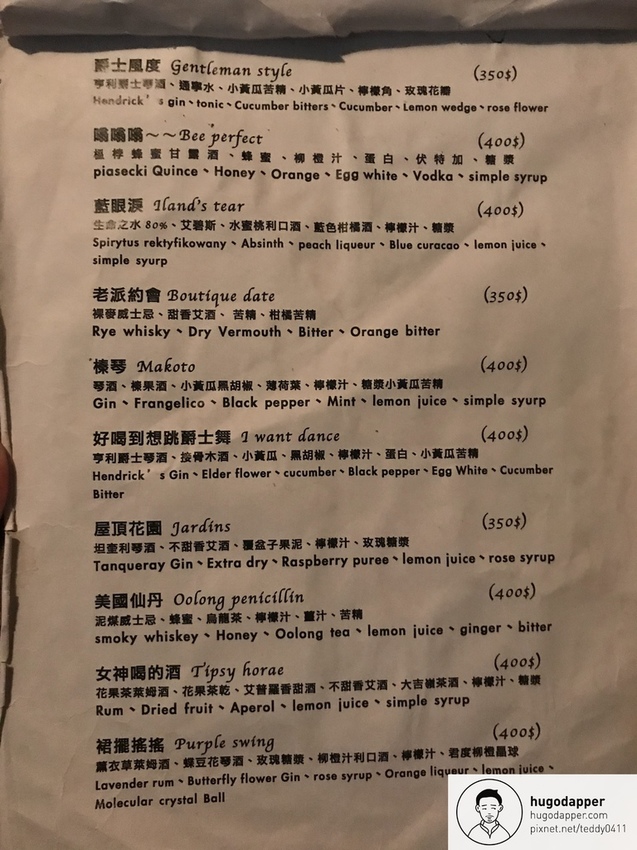 爵士風度 Gentleman style (350$)
亨利爵士琴酒、通寧水、小黃瓜苦精、小黃瓜片、檸檬角、玫瑰花瓣
Hendrick's gin、tonic、Cucumber bitters、Cucumber、Lemon wedge、rose flower
嗡嗡嗡～～Bee perfect (400$)
榲桲蜂蜜甘露酒、蜂蜜、柳橙汁、蛋白、伏特加、糖漿
piasecki Quince、Honey、Orange、Egg white、Vodka、simple syrup
藍眼淚 Iland's tear (400$)
生命之水 80%、艾碧斯、水蜜桃利口酒、藍色柑橘酒、檸檬汁、糖漿
Spirytus rektyfikowany、Absinth、peach liqueur、Blue curacao、lemon juice、
simple syurp
老派約會 Boutique date (350$)
裸麥威士忌、甜香艾酒、 苦精、柑橘苦精
Rye whisky、Dry Vermouth、Bitter、Orange bitter
榛琴 Makoto (400$)
琴酒、榛果酒、小黃瓜黑胡椒、薄荷葉、檸檬汁、糖漿小黃瓜苦精
Gin、Frangelico、Black pepper、Mint、lemon juice、simple syurp
好喝到想跳爵士舞 I want dance (400$)
亨利爵士琴酒、接骨木酒、小黃瓜、黑胡椒、檸檬汁、蛋白、小黃瓜苦精
Hendrick's Gin、Elder flower、cucumber、Black pepper、Egg White、Cucumber
Bitter
屋頂花園 Jardins (350$)
坦奎利琴酒、不甜香艾酒、覆盆子果泥、檸檬汁、玫瑰糖漿
Tanqueray Gin、Extra dry、Raspberry puree、lemon juice、rose syurp
美國仙丹 Oolong penicillin (400$)
泥煤威士忌、蜂蜜、烏龍茶、檸檬汁、薑汁、苦精
smoky whiskey、Honey、Oolong tea、lemon juice、ginger、bitter
女神喝的酒 Tipsy horae (400$)
花果茶萊姆酒、花果茶乾、艾普羅香甜酒、不甜香艾酒、大吉嶺茶酒、檸檬汁、糖漿
Rum、Dried fruit、Aperol、lemon juice、simple syrup
裙擺搖搖 Purple swing (400$)
薰衣草萊姆酒、蝶豆花琴酒、玫瑰糖漿、柳橙汁利口酒、檸檬汁、君度柳橙晶球
Lavender rum、Butterfly flower Gin、rose syrup、Orange liqueur、lemon juice、
Molecular crystal Ball
hugodapper
hugodapper.com
pixnet.net/teddy0411